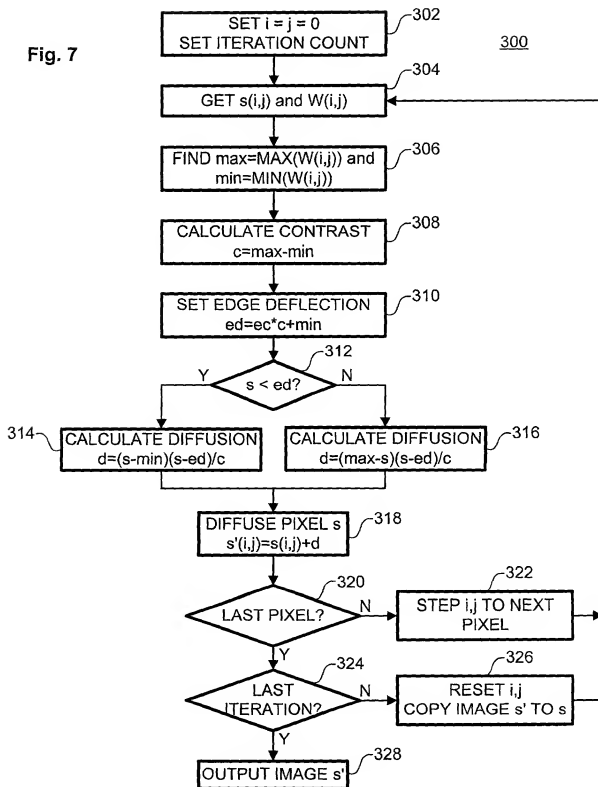 Fig. 7
300
SET i = j = 0
SET ITERATION COUNT
302
GET s(i,j) and W(i,j)
304
FIND max=MAX(W(i,j)) and
min=MIN(W(i,j))
306
CALCULATE CONTRAST
c=max-min
308
SET EDGE DEFLECTION
ed=ec*c+min
310
s < ed?
312
Y
N
314
CALCULATE DIFFUSION
d=(s-min)(s-ed)/c
CALCULATE DIFFUSION
d=(max-s)(s-ed)/c
316
DIFFUSE PIXEL s
s'(i,j)=s(i,j)+d
318
LAST PIXEL?
320
N
STEP i,j TO NEXT
PIXEL
322
Y
LAST
ITERATION?
324
N
RESET i,j
COPY IMAGE s' TO s
326
Y
OUTPUT IMAGE s'
328